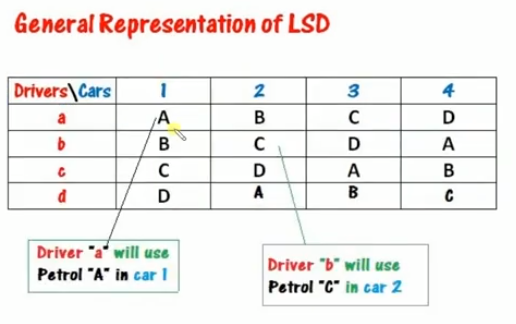 General Representation of LSD
Drivers\Cars 1 2 3 4
a A B C D
b B C D A
c C D A B
d D A B C
Driver "a" will use
Petrol "A" in car 1
Driver "b" will use
Petrol "C" in car 2